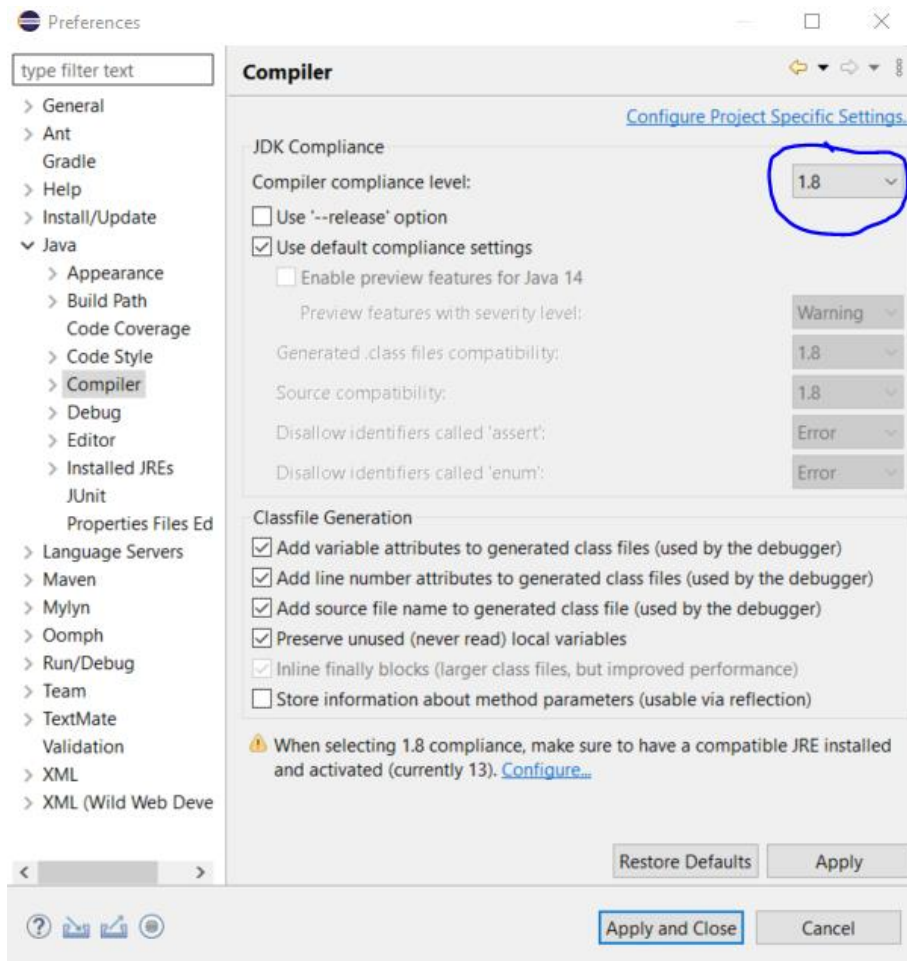 Preferences
type filter text
General
Ant
Gradle
Help
Install/Update
Java
Appearance
Build Path
Code Coverage
Code Style
Compiler
Debug
Editor
Installed JREs
JUnit
Properties Files Ed
Language Servers
Maven
Mylyn
Oomph
Run/Debug
Team
TextMate
Validation
XML
XML (Wild Web Deve
Compiler
Configure Project Specific Settings.
JDK Compliance
Compiler compliance level: 1.8
Use '--release' option
Use default compliance settings
Enable preview features for Java 14
Preview features with severity level: Warning
Generated .class files compatibility: 1.8
Source compatibility: 1.8
Disallow identifiers called 'assert': Error
Disallow identifiers called 'enum': Error
Classfile Generation
Add variable attributes to generated class files (used by the debugger)
Add line number attributes to generated class files (used by the debugger)
Add source file name to generated class file (used by the debugger)
Preserve unused (never read) local variables
Inline finally blocks (larger class files, but improved performance)
Store information about method parameters (usable via reflection)
When selecting 1.8 compliance, make sure to have a compatible JRE installed
and activated (currently 13). Configure...
Restore Defaults Apply
Apply and Close Cancel